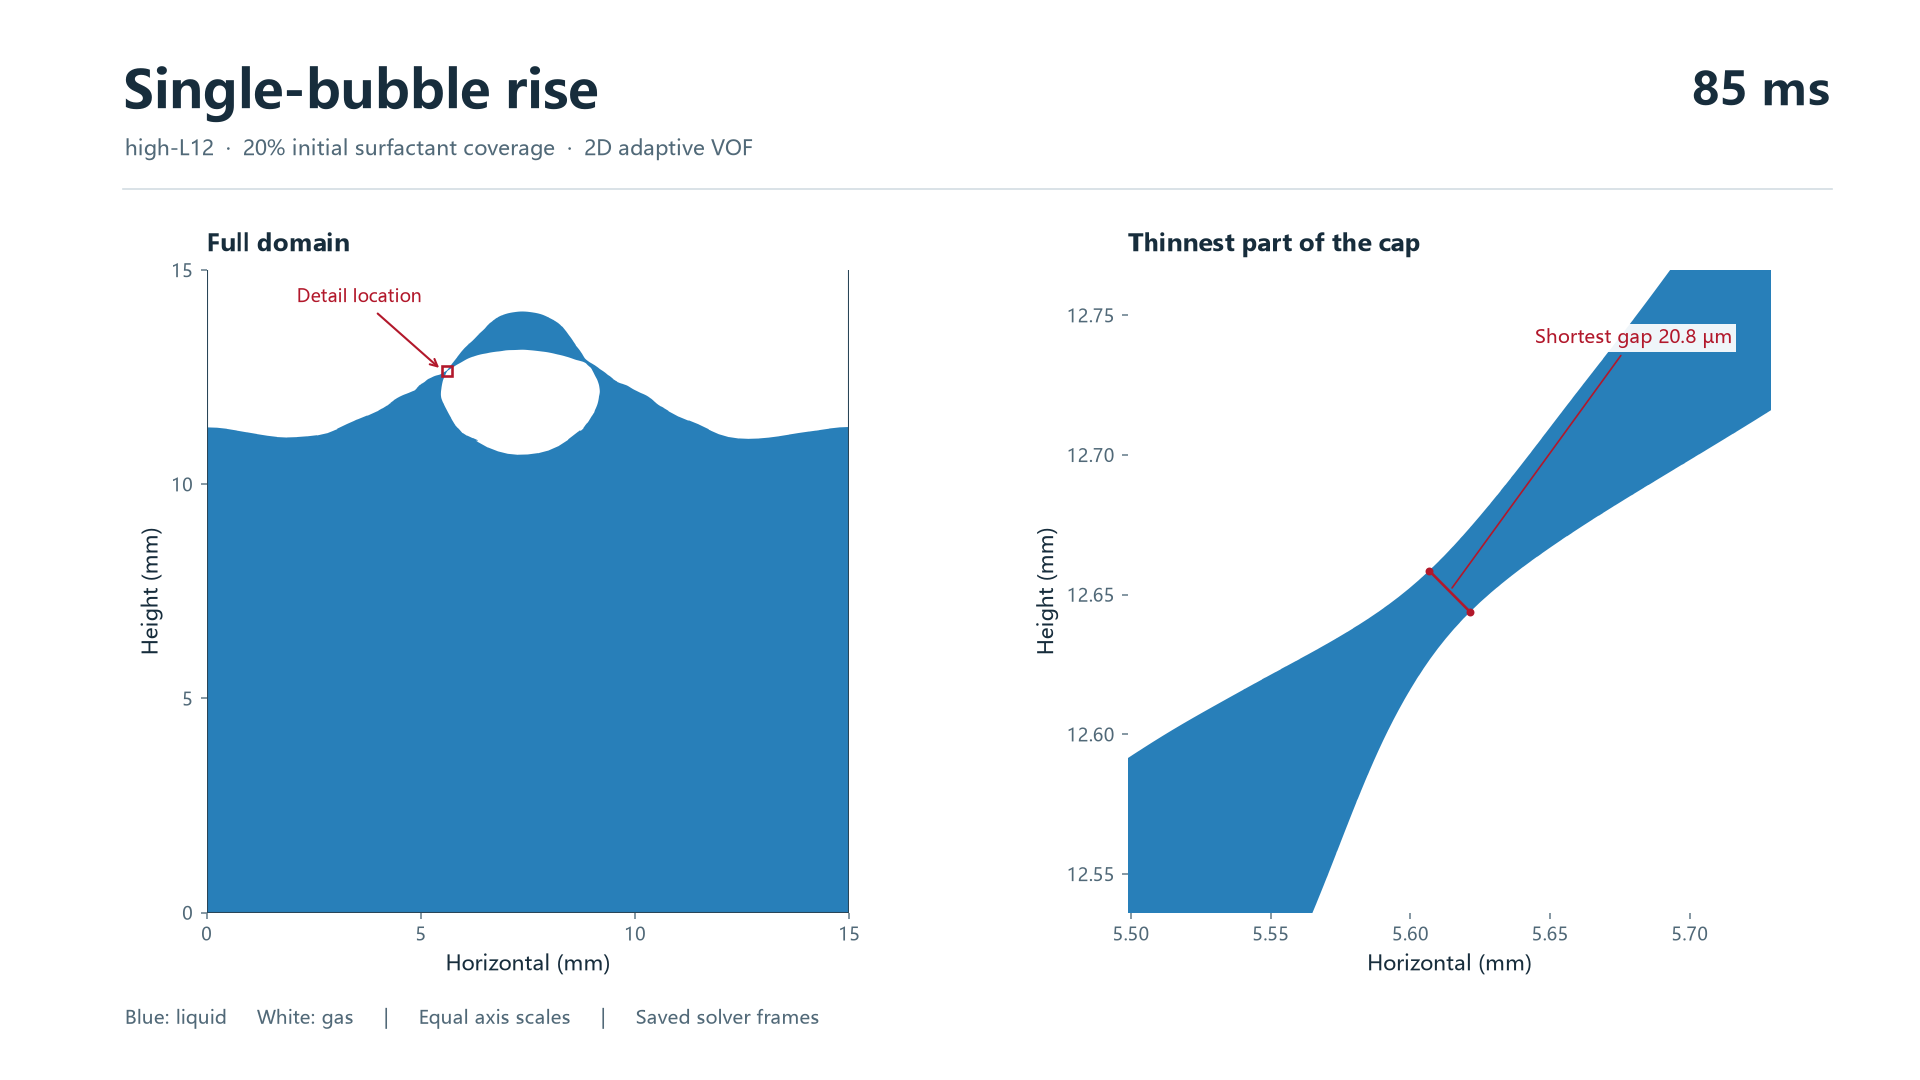 Single-bubble rise
85 ms
high-L12 · 20% initial surfactant coverage · 2D adaptive VOF
Full domain
15
10
5
0
Height (mm)
Detail location
0 5 10 15
Horizontal (mm)
Thinnest part of the cap
12.75
12.70
12.65
12.60
12.55
Height (mm)
Shortest gap 20.8 µm
5.50 5.55 5.60 5.65 5.70
Horizontal (mm)
Blue: liquid White: gas | Equal axis scales | Saved solver frames